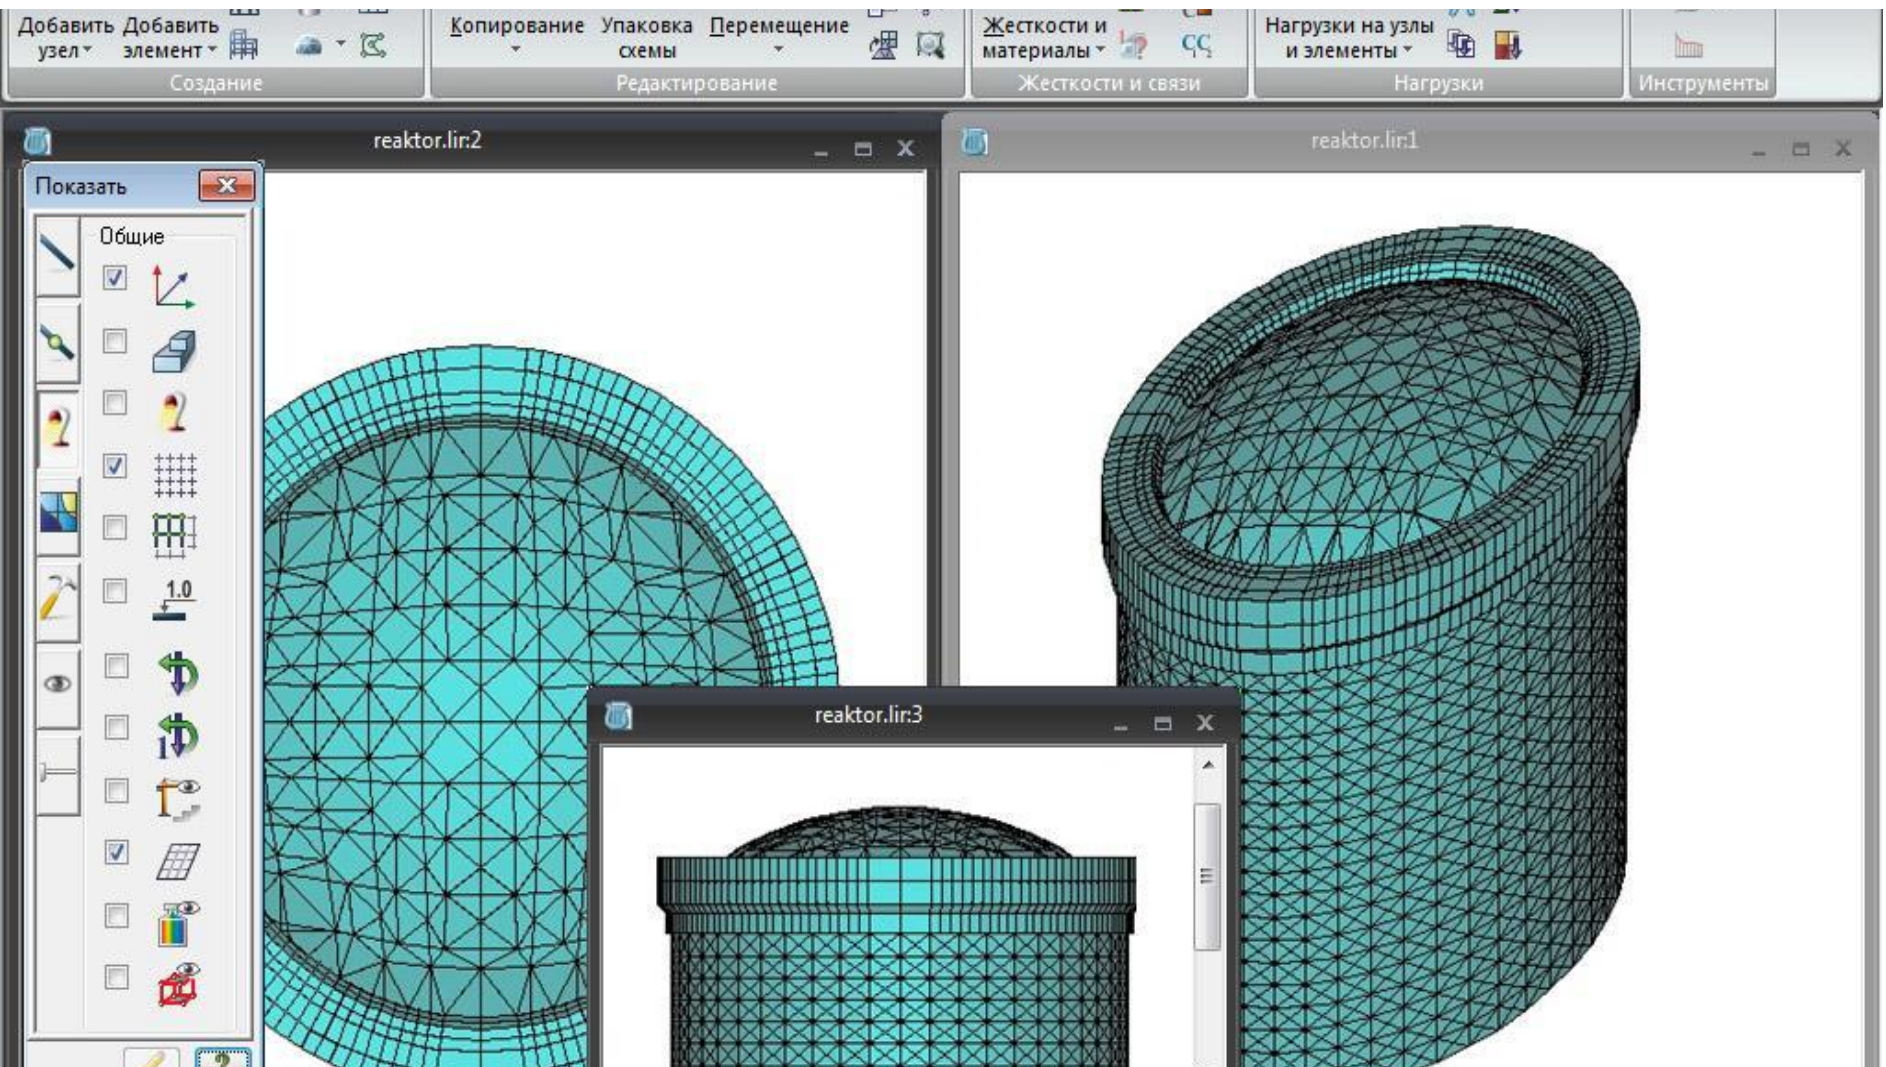 Добавить Добавить
узел элемент
Создание
Копирование Упаковка Перемещение
схемы
Редактирование
Жесткости и
материалы
Жесткости и связи
Нагрузки на узлы
и элементы
Нагрузки
Инструменты
reaktor.lir:2
reaktor.lir:1
Показать
Общие
1.0
1
reaktor.lir:3